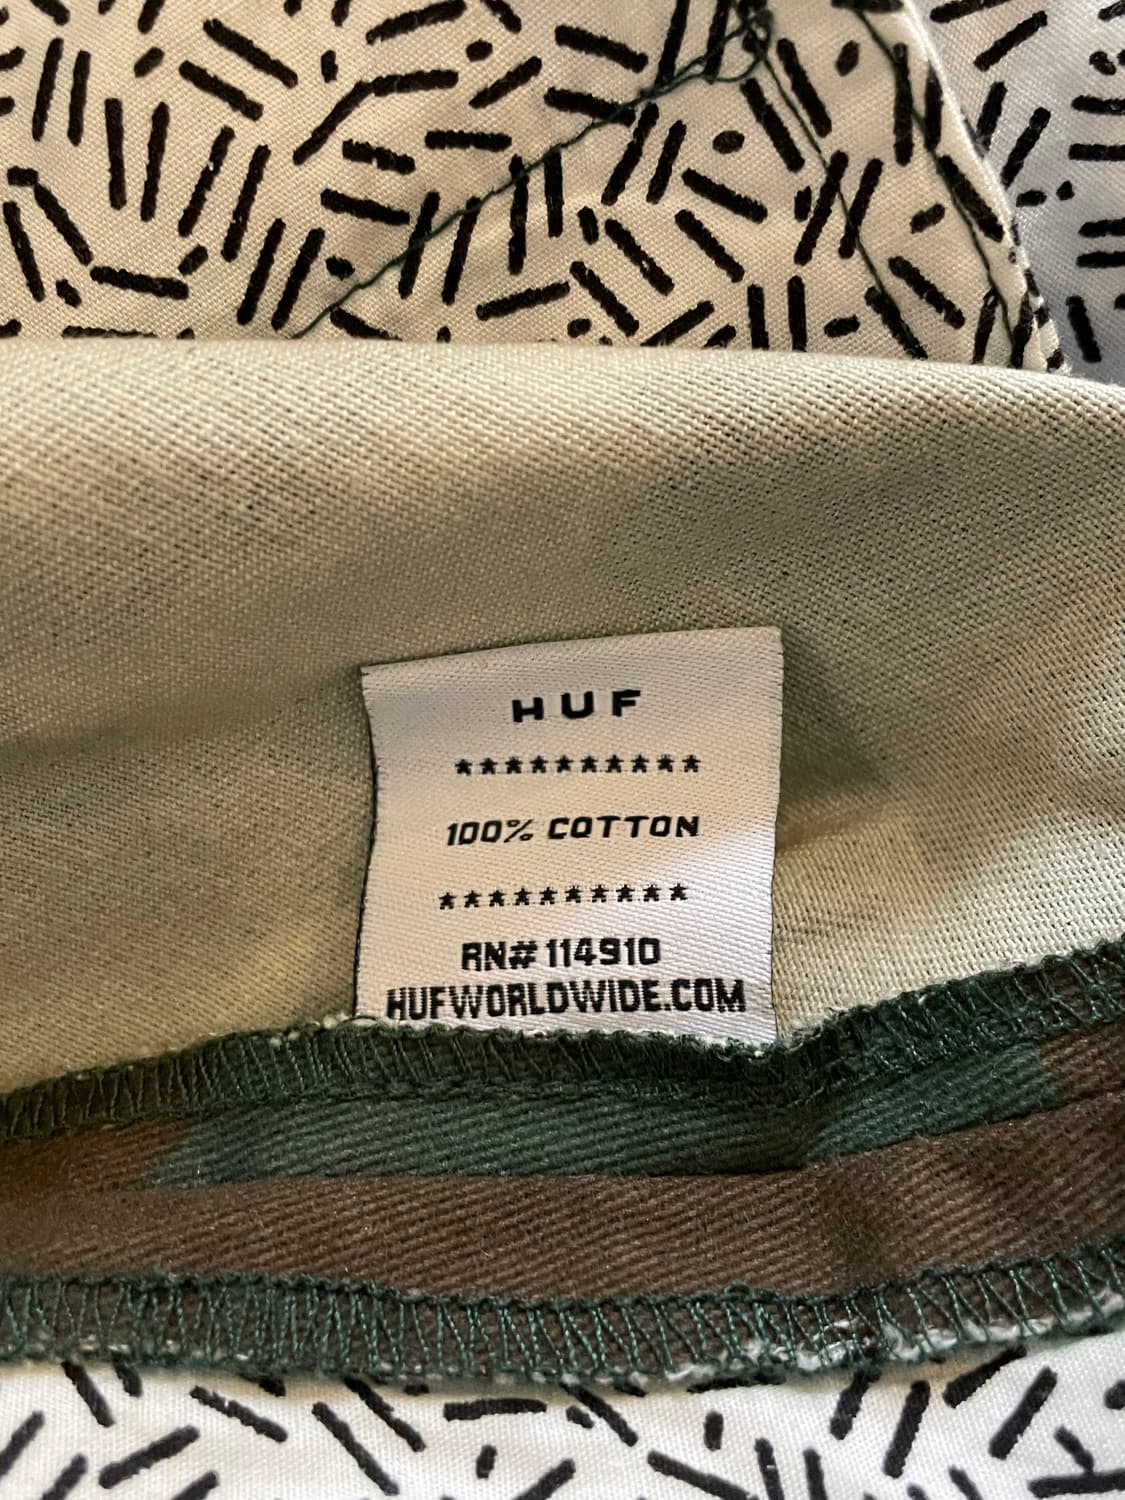 HUF
**********
100% COTTON
**********
RN# 114910
HUFWORLDWIDE.COM